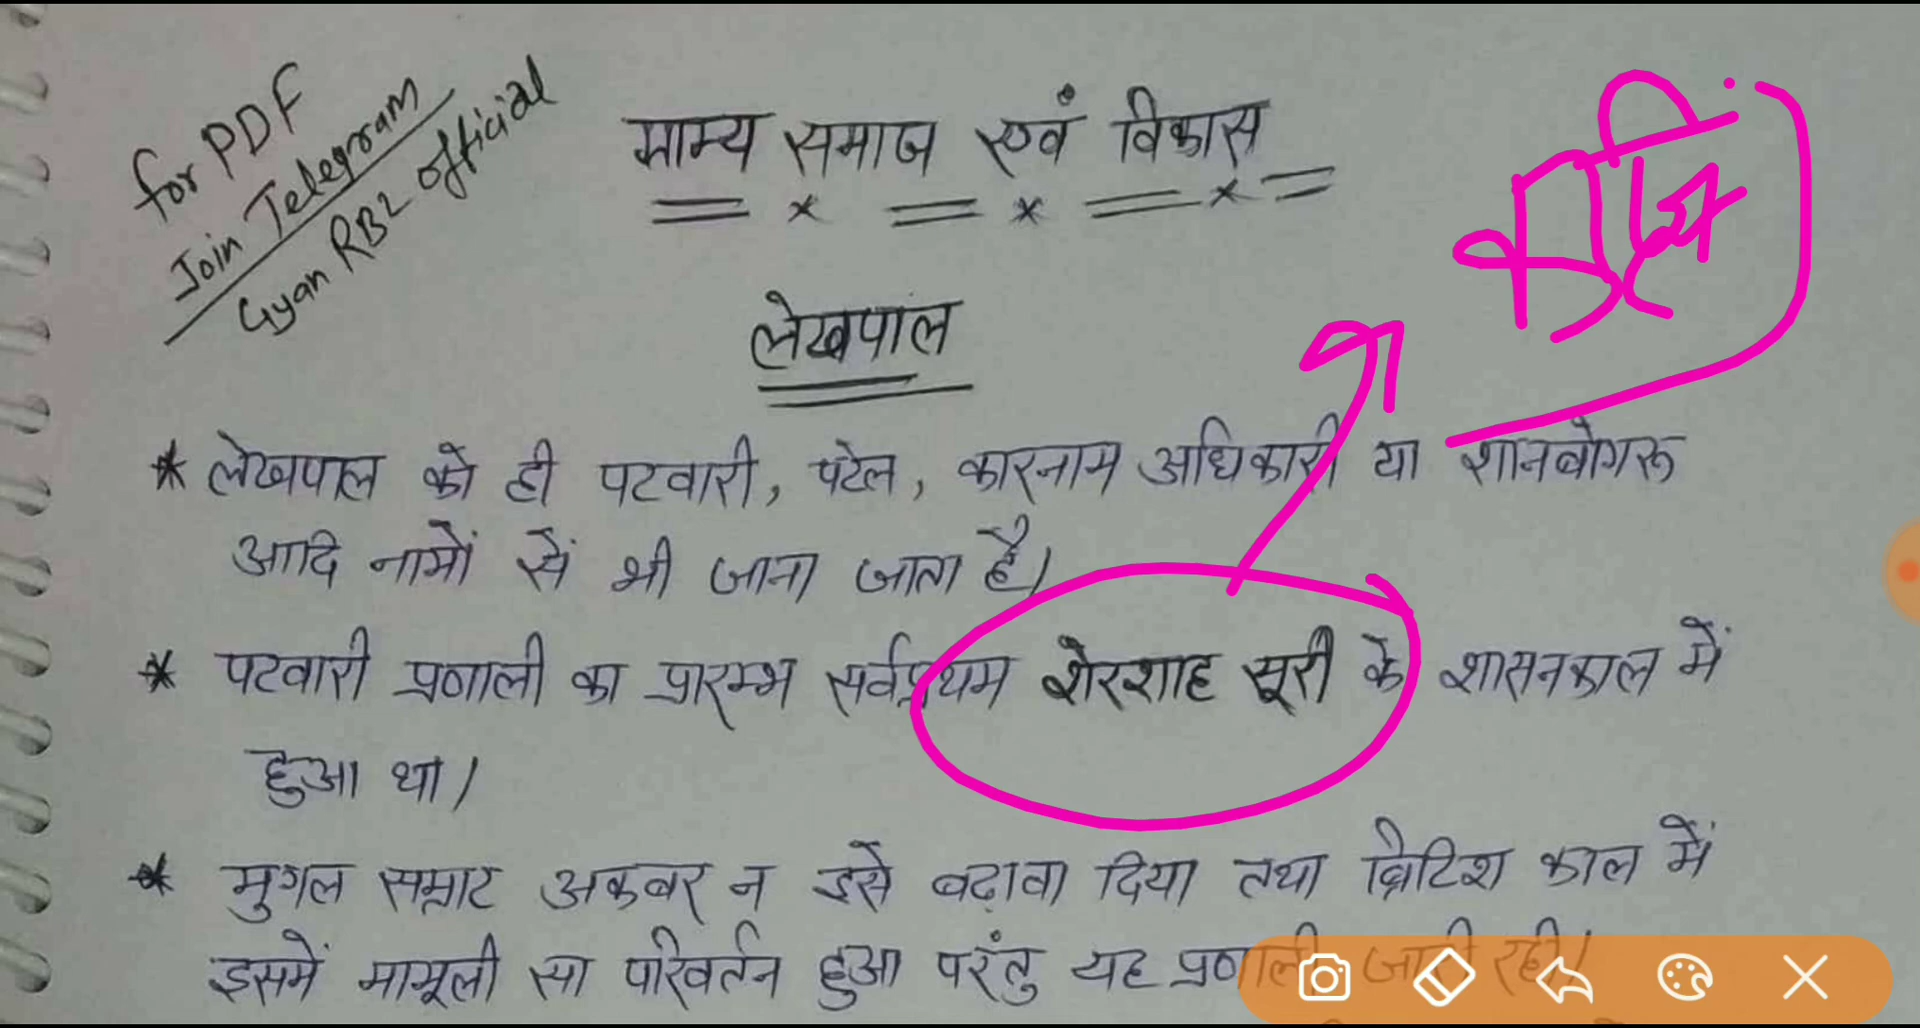 for PDF
Join Telegram
Gyan RB2 official
ग्राम्य समाज एवं विकास
लेखपाल
* लेखपाल को ही पटवारी, पटेल, कारनाम अधिकारी या शानबोगरू
आदि नामों सें भी जाना जाता है।
* पटवारी प्रणाली का प्रारम्भ सर्वप्रथम शेरशाह सूरी के शासनकाल में
हुआ था।
* मुगल सम्राट अकबर न इसे बढ़ावा दिया तथा ब्रिटिश काल में
इसमें मामूली सा परिवर्तन हुआ परंतु यह प्रणाली जारी रही।